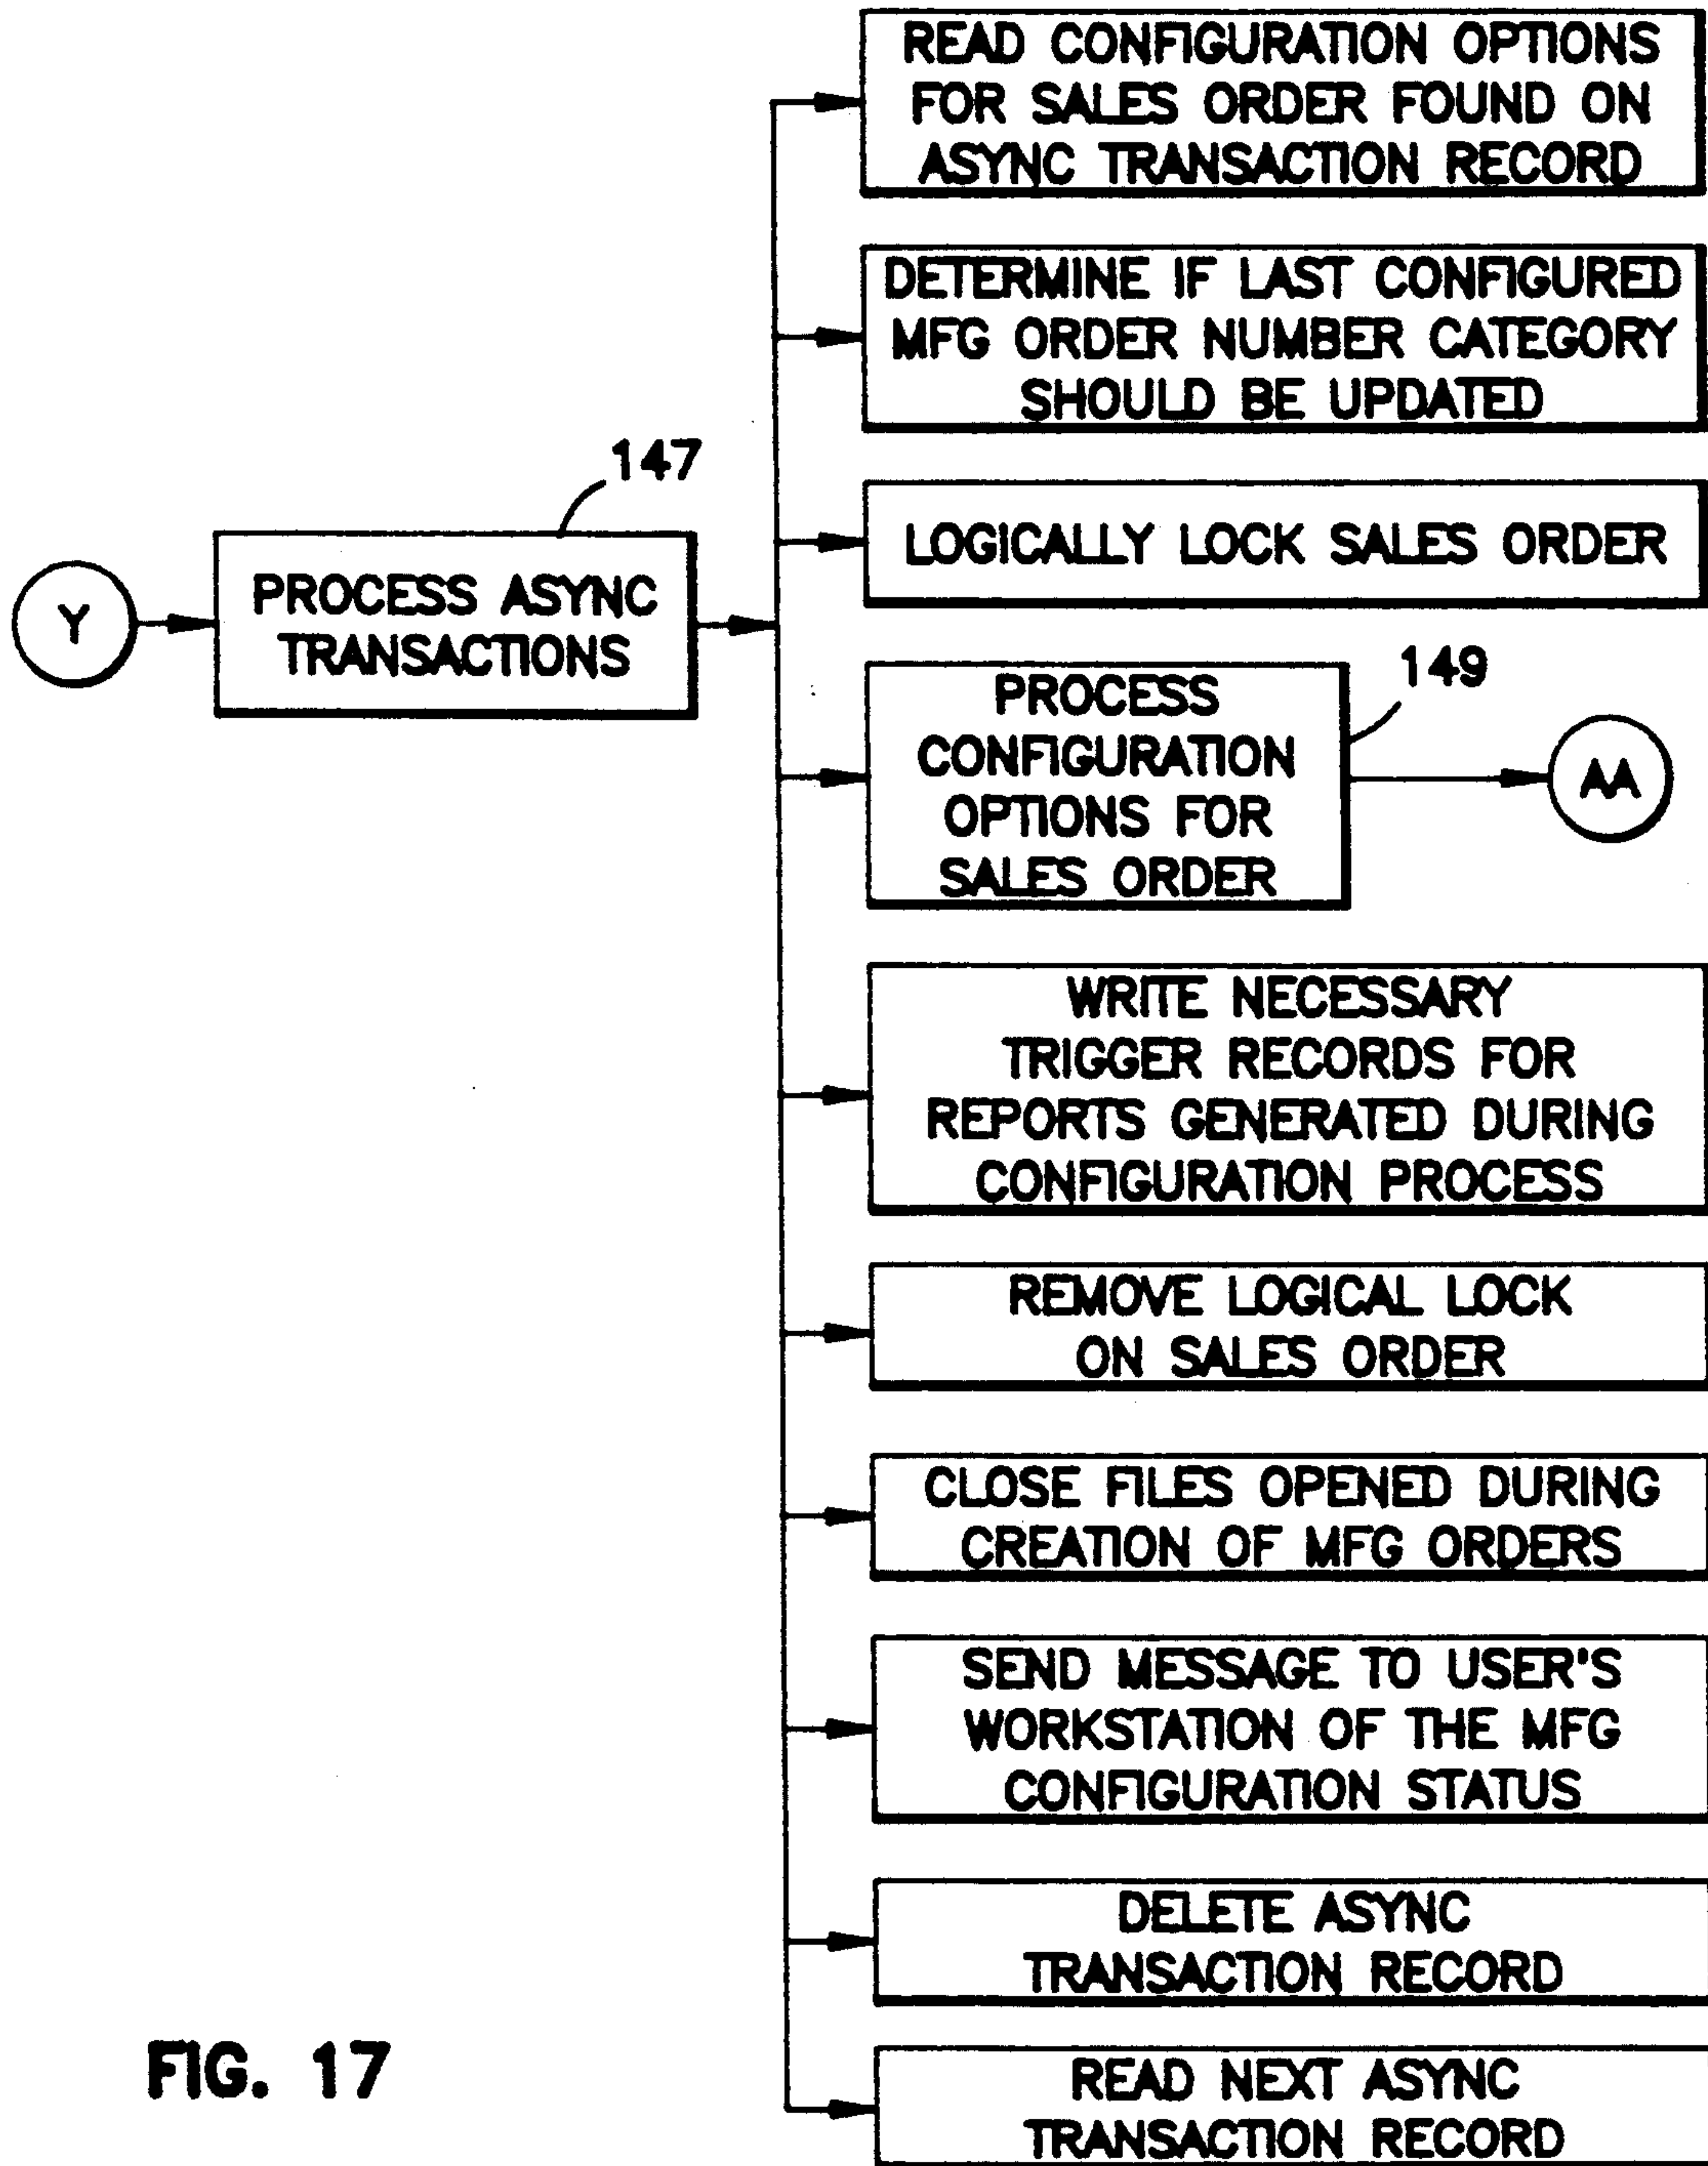 READ CONFIGURATION OPTIONS
FOR SALES ORDER FOUND ON
ASYNC TRANSACTION RECORD
DETERMINE IF LAST CONFIGURED
MFG ORDER NUMBER CATEGORY
SHOULD BE UPDATED
147
LOGICALLY LOCK SALES ORDER
Y
PROCESS ASYNC
TRANSACTIONS
149
PROCESS
CONFIGURATION
OPTIONS FOR
SALES ORDER
AA
WRITE NECESSARY
TRIGGER RECORDS FOR
REPORTS GENERATED DURING
CONFIGURATION PROCESS
REMOVE LOGICAL LOCK
ON SALES ORDER
CLOSE FILES OPENED DURING
CREATION OF MFG ORDERS
SEND MESSAGE TO USER'S
WORKSTATION OF THE MFG
CONFIGURATION STATUS
DELETE ASYNC
TRANSACTION RECORD
READ NEXT ASYNC
TRANSACTION RECORD
FIG. 17